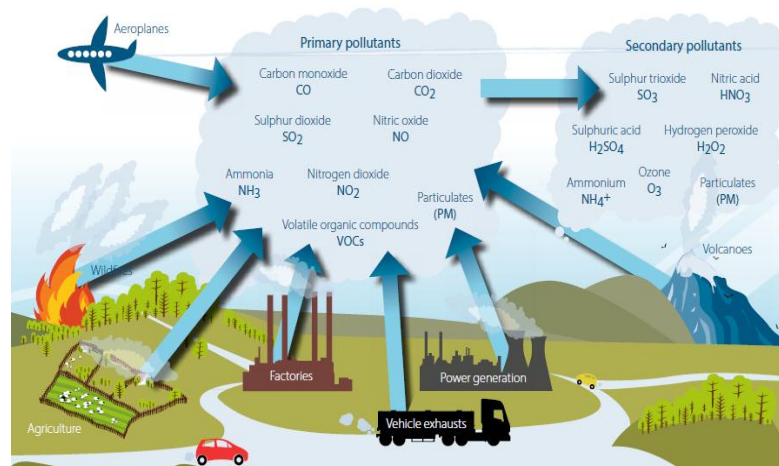 Aeroplanes
Primary pollutants
Carbon monoxide
CO
Carbon dioxide
CO2
Sulphur dioxide
SO2
Nitric oxide
NO
Ammonia
NH3
Nitrogen dioxide
NO2
Particulates
(PM)
Volatile organic compounds
VOCs
Secondary pollutants
Sulphur trioxide
SO3
Nitric acid
HNO3
Sulphuric acid
H2SO4
Hydrogen peroxide
H2O2
Ammonium
NH4+
Ozone
O3
Particulates
(PM)
Wildfires
Volcanoes
Agriculture
Factories
Vehicle exhausts
Power generation